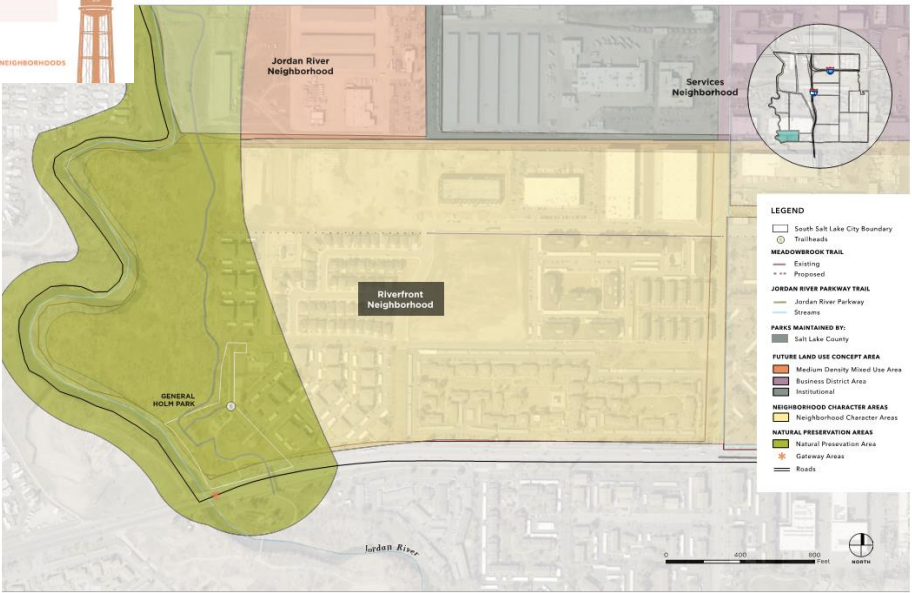 NEIGHBORHOODS
Jordan River
Neighborhood
Services
Neighborhood
Riverfront
Neighborhood
GENERAL
HOLM PARK
Jordan River
LEGEND
South Salt Lake City Boundary
Trailheads
MEADOWBROOK TRAIL
Existing
Proposed
JORDAN RIVER PARKWAY TRAIL
Jordan River Parkway
Streams
PARKS MAINTAINED BY:
Salt Lake County
FUTURE LAND USE CONCEPT AREA
Medium Density Mixed Use Area
Business District Area
Institutional
NEIGHBORHOOD CHARACTER AREAS
Neighborhood Character Areas
NATURAL PRESERVATION AREAS
Natural Presevation Area
Gateway Areas
Roads
0 400 800
Feet
NORTH